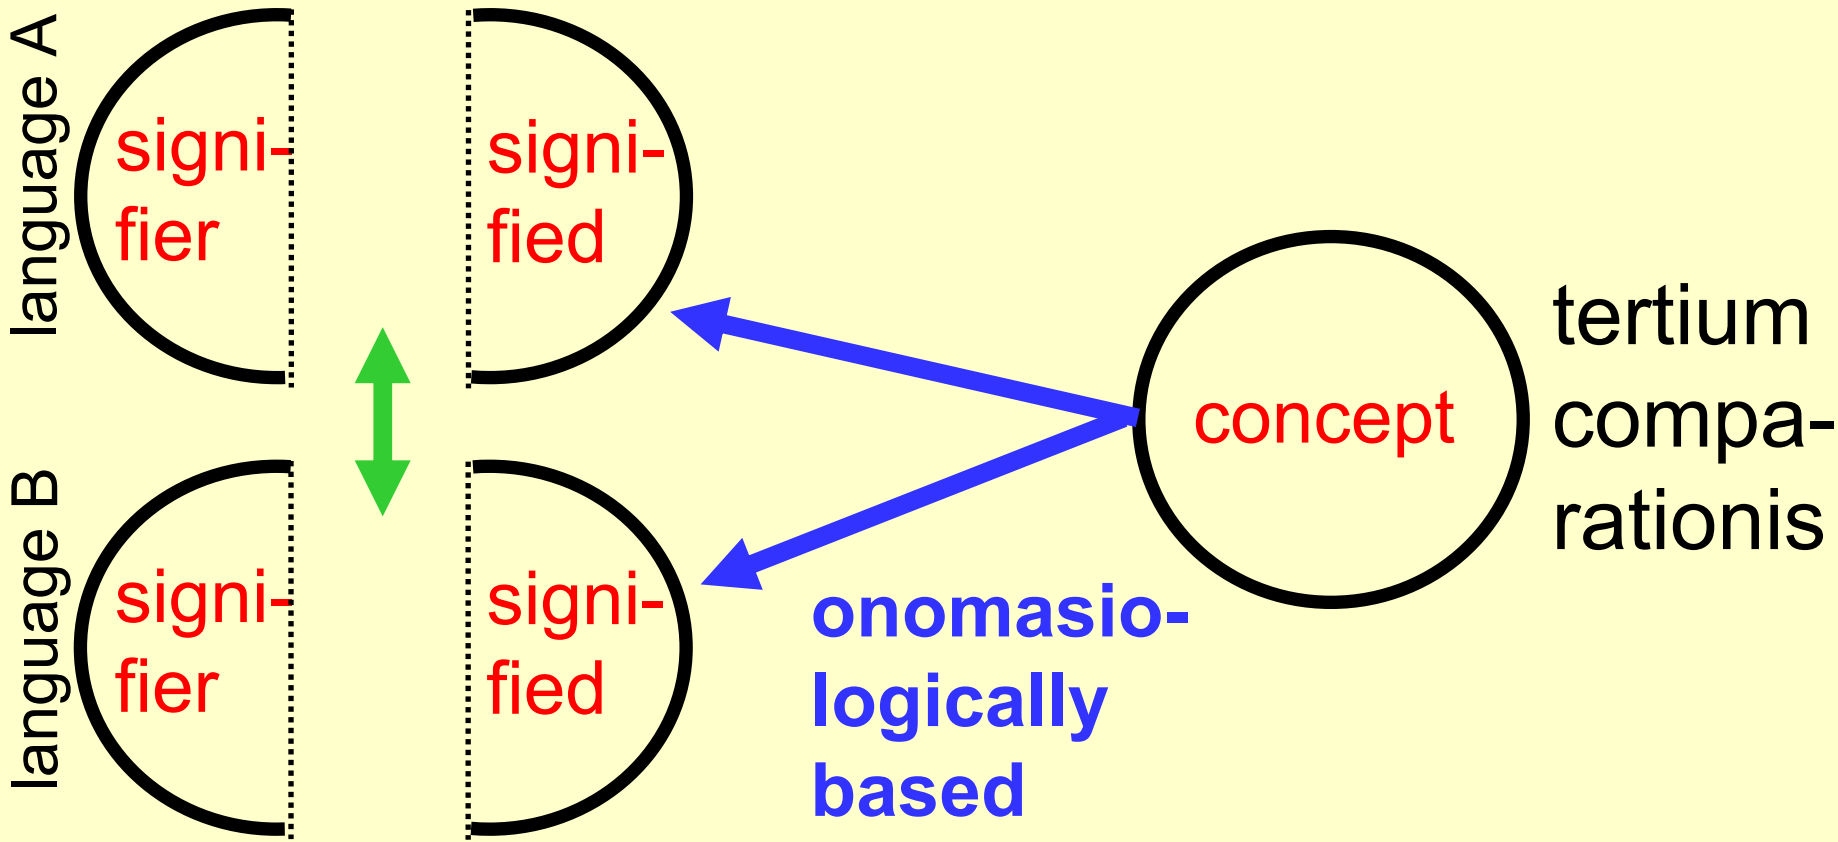 language A
signi-
fier
signi-
fied
concept
tertium
compa-
rationis
language B
signi-
fier
signi-
fied
onomasio-
logically
based